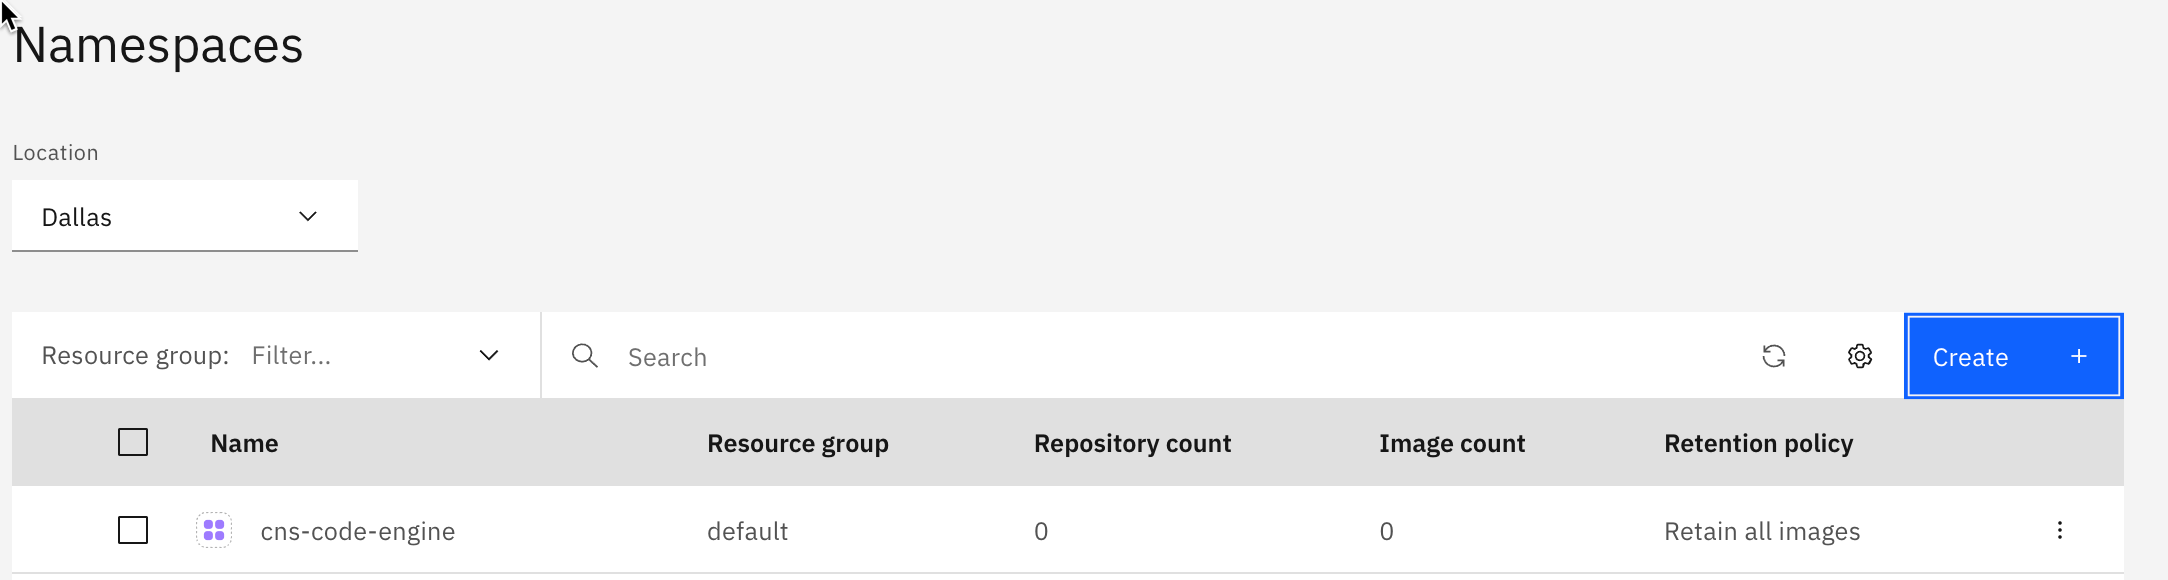 Namespaces
Location
Dallas
Resource group: Filter... Search Create +
Name Resource group Repository count Image count Retention policy
cns-code-engine default 0 0 Retain all images